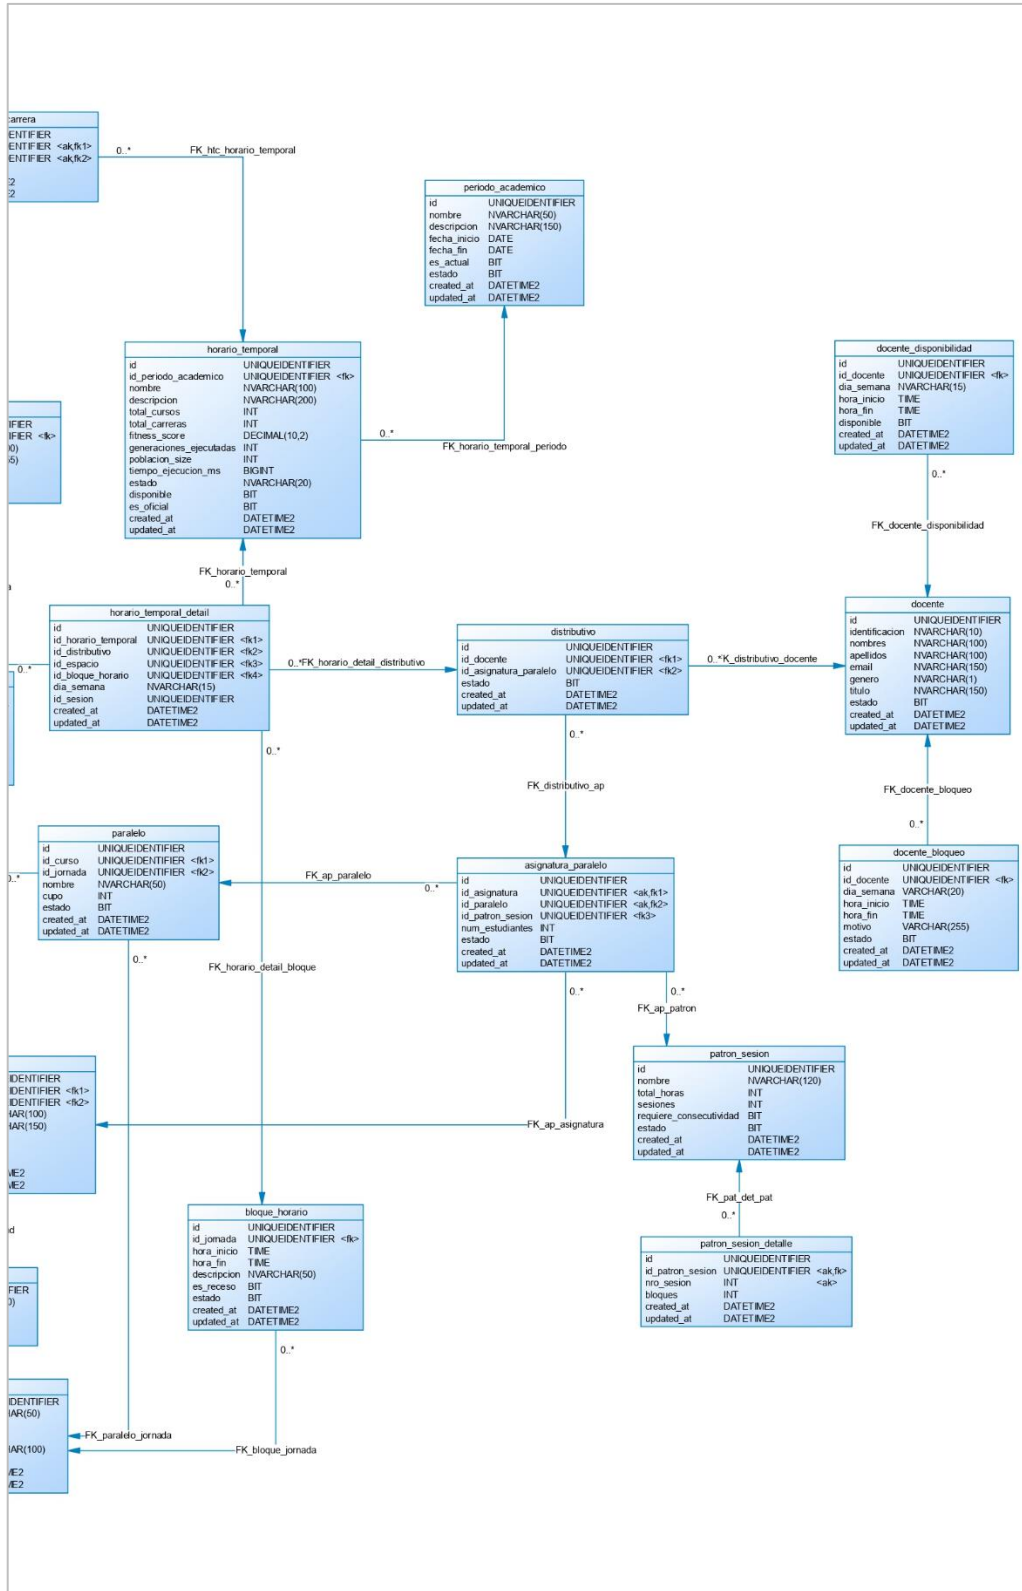 arrera
ENTIFIER
ENTIFIER <ak,fk1>
ENTIFIER <ak,fk2>
E2
E2
0..*
FK_htc_horario_temporal
periodo_academico
id UNIQUEIDENTIFIER
nombre NVARCHAR(50)
descripcion NVARCHAR(150)
fecha_inicio DATE
fecha_fin DATE
es_actual BIT
estado BIT
created_at DATETIME2
updated_at DATETIME2
horario_temporal
id UNIQUEIDENTIFIER
id_periodo_academico UNIQUEIDENTIFIER <fk>
nombre NVARCHAR(100)
descripcion NVARCHAR(200)
total_cursos INT
total_carreras INT
fitness_score DECIMAL(10,2)
generaciones_ejecutadas INT
poblacion_size INT
tiempo_ejecucion_ms BIGINT
estado NVARCHAR(20)
disponible BIT
es_oficial BIT
created_at DATETIME2
updated_at DATETIME2
0..*
FK_horario_temporal_periodo
docente_disponibilidad
id UNIQUEIDENTIFIER
id_docente UNIQUEIDENTIFIER <fk>
dia_semana NVARCHAR(15)
hora_inicio TIME
hora_fin TIME
disponible BIT
created_at DATETIME2
updated_at DATETIME2
0..*
FK_docente_disponibilidad
TIFIER
IFIER <fk>
00)
55)
FK_horario_temporal
0..*
a
horario_temporal_detail
id UNIQUEIDENTIFIER
id_horario_temporal UNIQUEIDENTIFIER <fk1>
id_distributivo UNIQUEIDENTIFIER <fk2>
id_espacio UNIQUEIDENTIFIER <fk3>
id_bloque_horario UNIQUEIDENTIFIER <fk4>
dia_semana NVARCHAR(15)
id_sesion UNIQUEIDENTIFIER
created_at DATETIME2
updated_at DATETIME2
0..*
0..*FK_horario_detail_distributivo
distributivo
id UNIQUEIDENTIFIER
id_docente UNIQUEIDENTIFIER <fk1>
id_asignatura_paralelo UNIQUEIDENTIFIER <fk2>
estado BIT
created_at DATETIME2
updated_at DATETIME2
0..*K_distributivo_docente
docente
id UNIQUEIDENTIFIER
identificacion NVARCHAR(10)
nombres NVARCHAR(100)
apellidos NVARCHAR(100)
email NVARCHAR(150)
genero NVARCHAR(1)
titulo NVARCHAR(150)
estado BIT
created_at DATETIME2
updated_at DATETIME2
0..*
0..*
FK_distributivo_ap
FK_docente_bloqueo
0..*
docente_bloqueo
id UNIQUEIDENTIFIER
id_docente UNIQUEIDENTIFIER <fk>
dia_semana VARCHAR(20)
hora_inicio TIME
hora_fin TIME
motivo VARCHAR(255)
estado BIT
created_at DATETIME2
updated_at DATETIME2
paralelo
id UNIQUEIDENTIFIER
id_curso UNIQUEIDENTIFIER <fk1>
id_jornada UNIQUEIDENTIFIER <fk2>
nombre NVARCHAR(50)
cupo INT
estado BIT
created_at DATETIME2
updated_at DATETIME2
0..*
0..*
FK_ap_paralelo
0..*
asignatura_paralelo
id UNIQUEIDENTIFIER
id_asignatura UNIQUEIDENTIFIER <ak,fk1>
id_paralelo UNIQUEIDENTIFIER <ak,fk2>
id_patron_sesion UNIQUEIDENTIFIER <fk3>
num_estudiantes INT
estado BIT
created_at DATETIME2
updated_at DATETIME2
FK_horario_detail_bloque
0..*
0..*
FK_ap_patron
patron_sesion
id UNIQUEIDENTIFIER
nombre NVARCHAR(120)
total_horas INT
sesiones INT
requiere_consecutividad BIT
estado BIT
created_at DATETIME2
updated_at DATETIME2
IDENTIFIER
IDENTIFIER <fk1>
IDENTIFIER <fk2>
HAR(100)
HAR(150)
ME2
ME2
FK_ap_asignatura
FK_pat_det_pat
0..*
patron_sesion_detalle
id UNIQUEIDENTIFIER
id_patron_sesion UNIQUEIDENTIFIER <ak,fk>
nro_sesion INT <ak>
bloques INT
created_at DATETIME2
updated_at DATETIME2
bloque_horario
id UNIQUEIDENTIFIER
id_jornada UNIQUEIDENTIFIER <fk>
hora_inicio TIME
hora_fin TIME
descripcion NVARCHAR(50)
es_receso BIT
estado BIT
created_at DATETIME2
updated_at DATETIME2
0..*
ad
FIER
0)
IDENTIFIER
HAR(50)
HAR(100)
ME2
ME2
FK_paralelo_jornada
FK_bloque_jornada